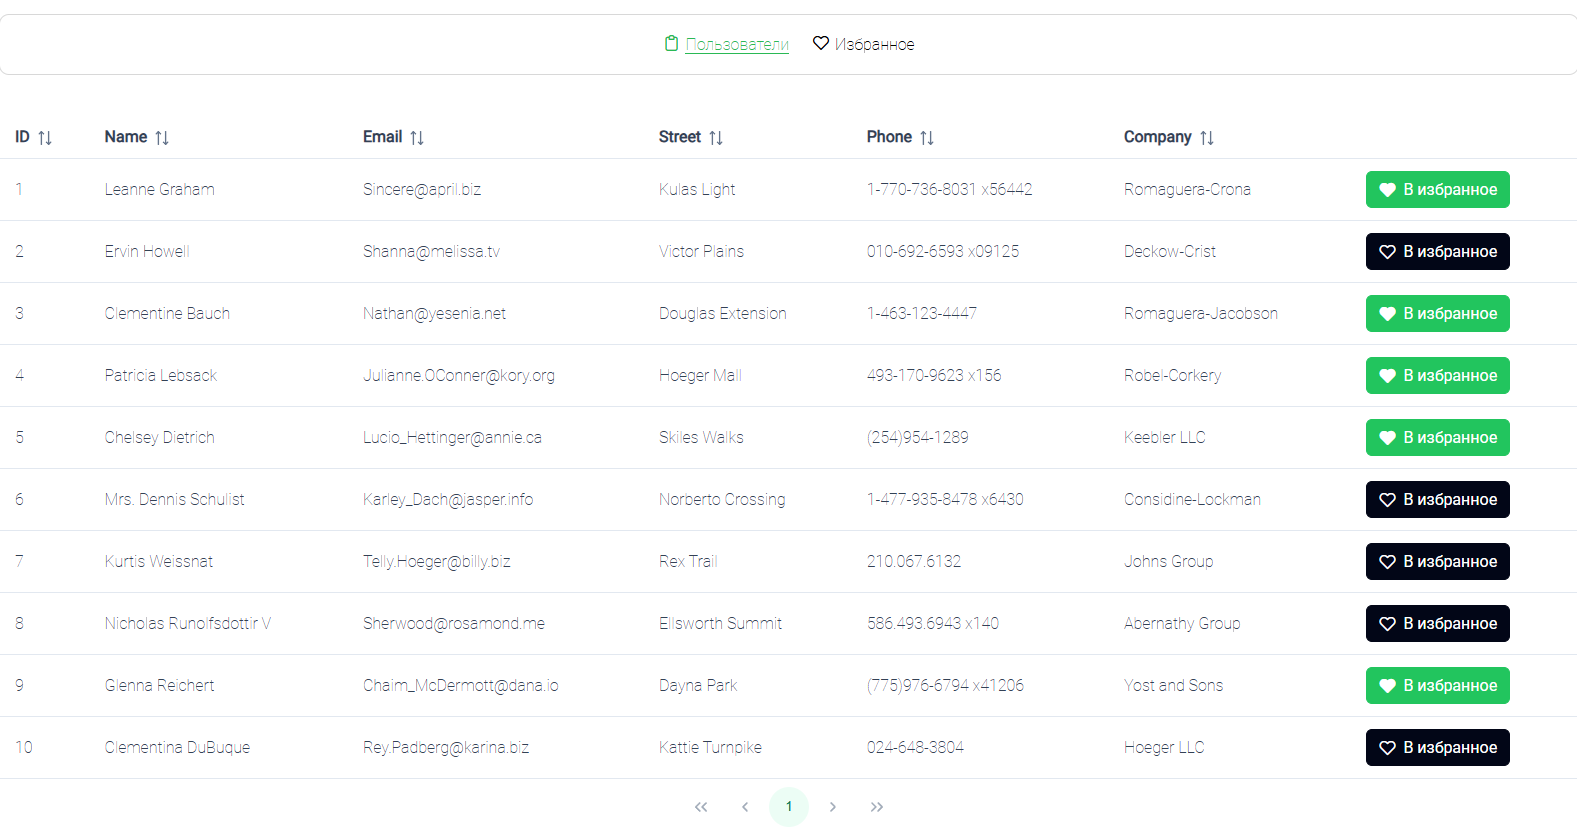 Пользователи Избранное
ID Name Email Street Phone Company
1 Leanne Graham Sincere@april.biz Kulas Light 1-770-736-8031 x56442 Romaguera-Crona В избранное
2 Ervin Howell Shanna@melissa.tv Victor Plains 010-692-6593 x09125 Deckow-Crist В избранное
3 Clementine Bauch Nathan@yesenia.net Douglas Extension 1-463-123-4447 Romaguera-Jacobson В избранное
4 Patricia Lebsack Julianne.OConner@kory.org Hoeger Mall 493-170-9623 x156 Robel-Corkery В избранное
5 Chelsey Dietrich Lucio_Hettinger@annie.ca Skiles Walks (254)954-1289 Keebler LLC В избранное
6 Mrs. Dennis Schulist Karley_Dach@jasper.info Norberto Crossing 1-477-935-8478 x6430 Considine-Lockman В избранное
7 Kurtis Weissnat Telly.Hoeger@billy.biz Rex Trail 210.067.6132 Johns Group В избранное
8 Nicholas Runolfsdottir V Sherwood@rosamond.me Ellsworth Summit 586.493.6943 x140 Abernathy Group В избранное
9 Glenna Reichert Chaim_McDermott@dana.io Dayna Park (775)976-6794 x41206 Yost and Sons В избранное
10 Clementina DuBuque Rey.Padberg@karina.biz Kattie Turnpike 024-648-3804 Hoeger LLC В избранное
1